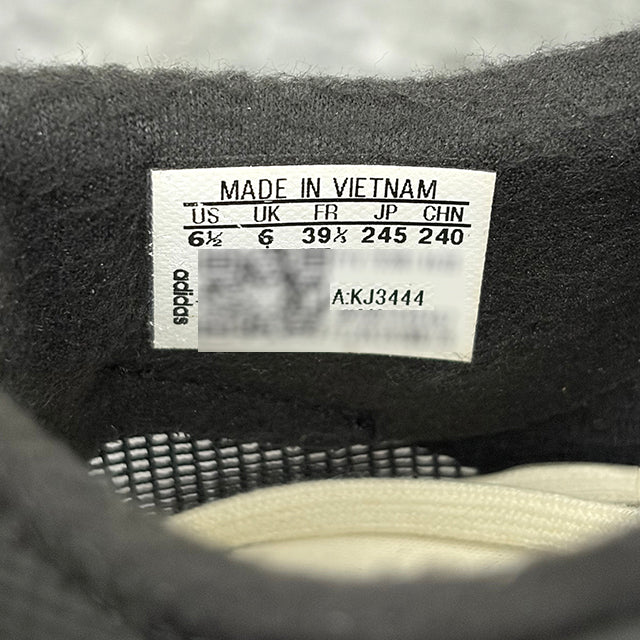 MADE IN VIETNAM
US UK FR JP CHN
6½ 6 39⅓ 245 240
adidas
A:KJ3444